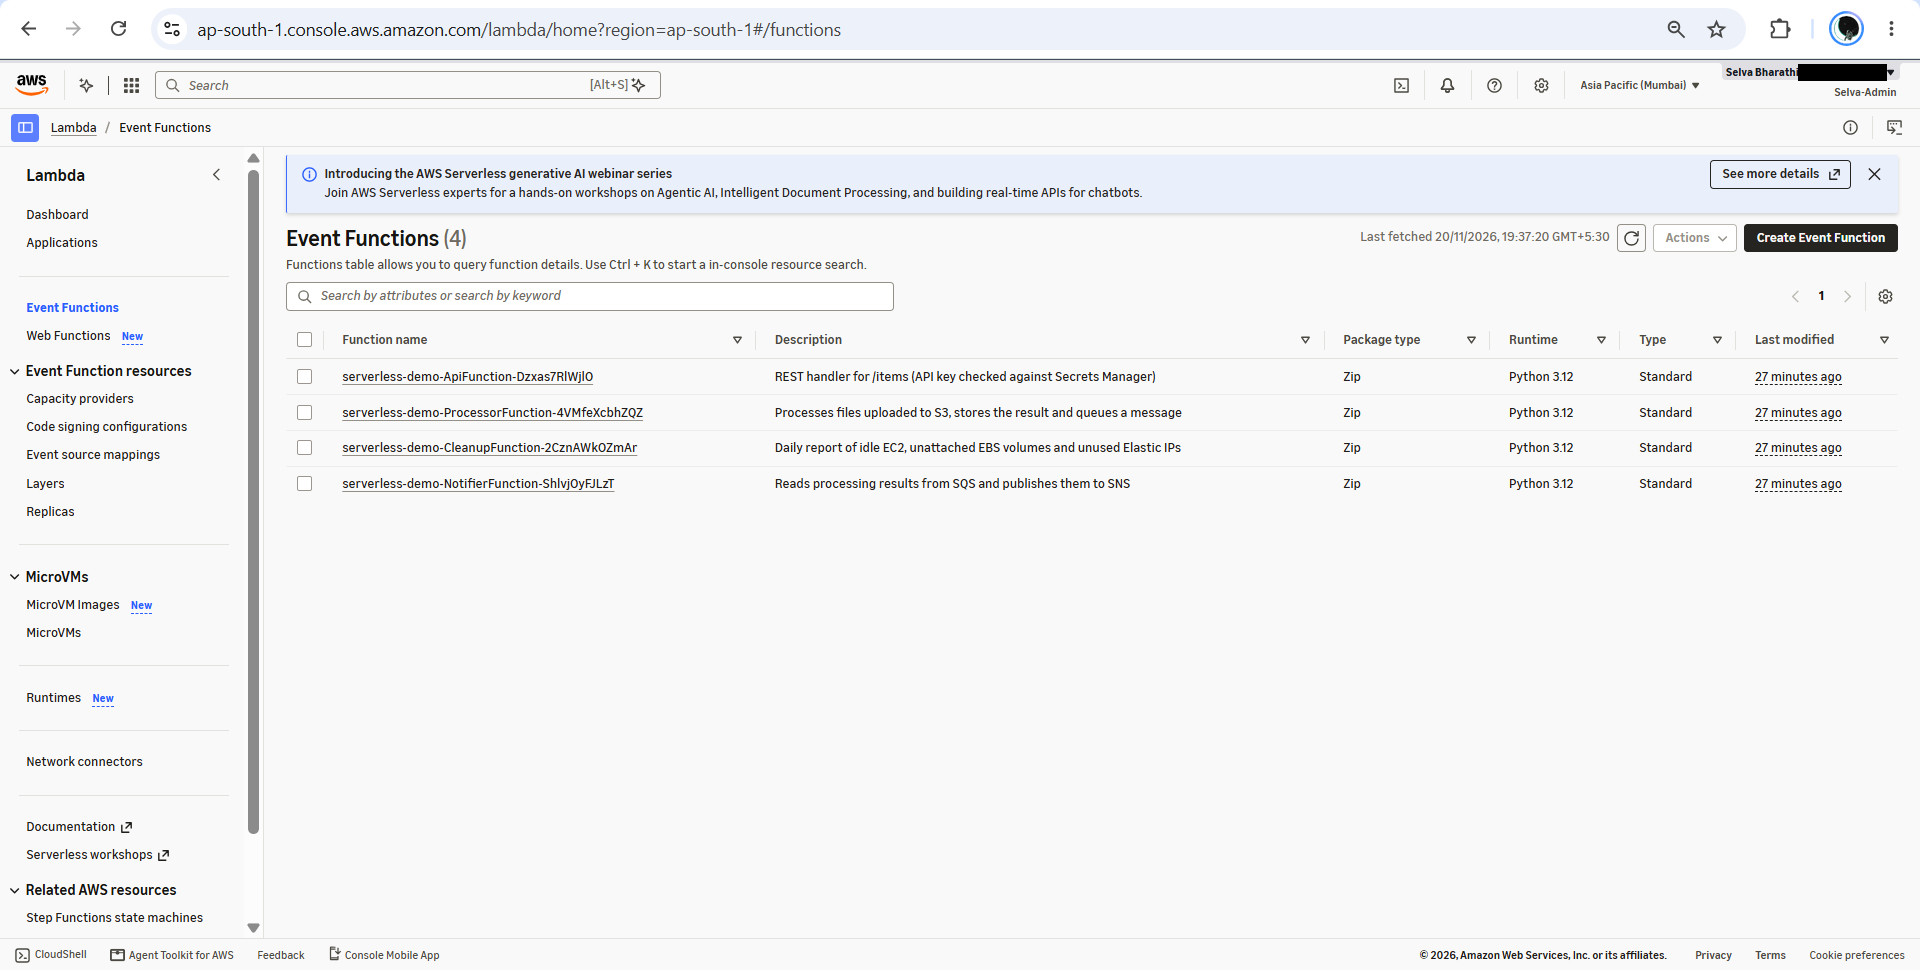 ap-south-1.console.aws.amazon.com/lambda/home?region=ap-south-1#/functions
aws
Search
[Alt+S]
Asia Pacific (Mumbai)
Selva Bharathi
Selva-Admin
Lambda / Event Functions
Lambda
Dashboard
Applications
Event Functions
Web Functions New
Event Function resources
Capacity providers
Code signing configurations
Event source mappings
Layers
Replicas
MicroVMs
MicroVM Images New
MicroVMs
Runtimes New
Network connectors
Documentation
Serverless workshops
Related AWS resources
Step Functions state machines
Introducing the AWS Serverless generative AI webinar series
Join AWS Serverless experts for a hands-on workshops on Agentic AI, Intelligent Document Processing, and building real-time APIs for chatbots.
See more details
Event Functions (4)
Last fetched 20/11/2026, 19:37:20 GMT+5:30
Actions
Create Event Function
Functions table allows you to query function details. Use Ctrl + K to start a in-console resource search.
Search by attributes or search by keyword
1
Function name Description Package type Runtime Type Last modified
serverless-demo-ApiFunction-Dzxas7RlWjlO REST handler for /items (API key checked against Secrets Manager) Zip Python 3.12 Standard 27 minutes ago
serverless-demo-ProcessorFunction-4VMfeXcbhZQZ Processes files uploaded to S3, stores the result and queues a message Zip Python 3.12 Standard 27 minutes ago
serverless-demo-CleanupFunction-2CznAWkOZmAr Daily report of idle EC2, unattached EBS volumes and unused Elastic IPs Zip Python 3.12 Standard 27 minutes ago
serverless-demo-NotifierFunction-ShlvjOyFJLzT Reads processing results from SQS and publishes them to SNS Zip Python 3.12 Standard 27 minutes ago
CloudShell
Agent Toolkit for AWS
Feedback
Console Mobile App
© 2026, Amazon Web Services, Inc. or its affiliates.
Privacy
Terms
Cookie preferences